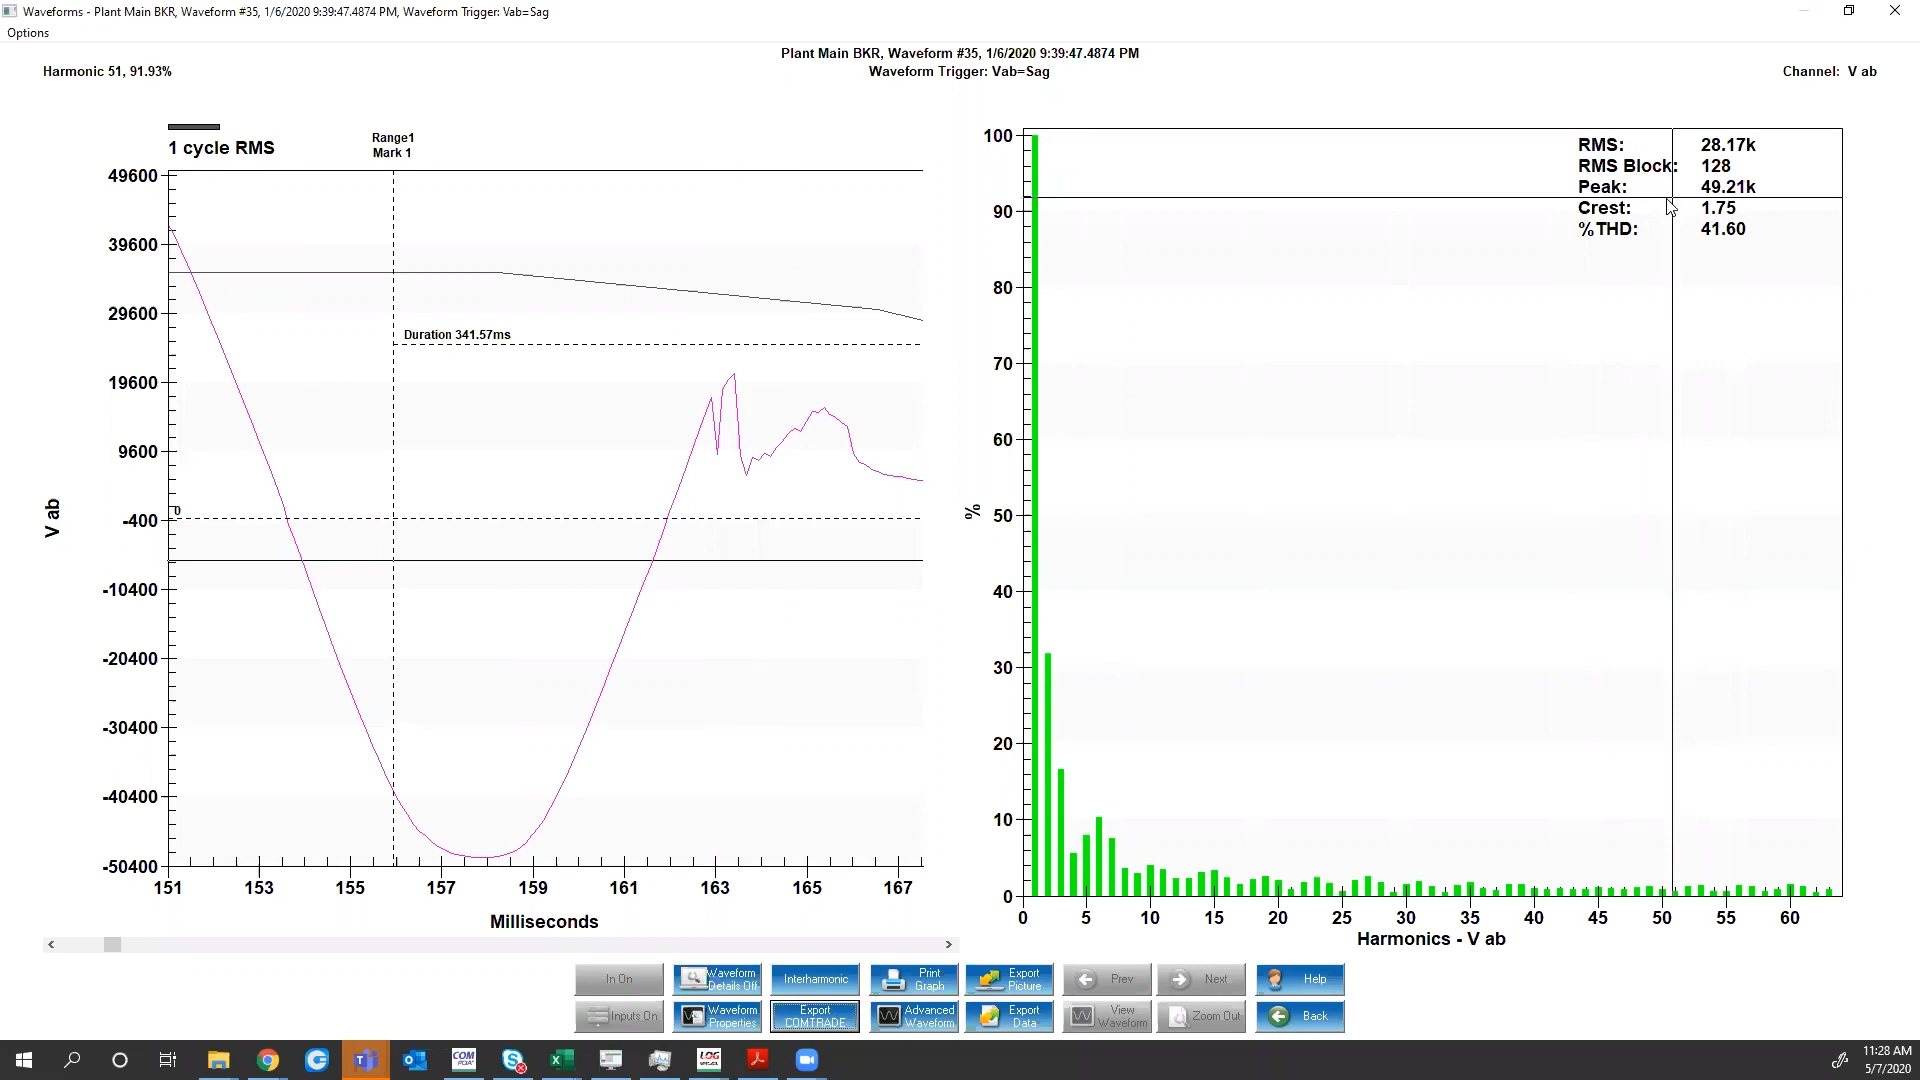 Waveforms - Plant Main BKR, Waveform #35, 1/6/2020 9:39:47.4874 PM, Waveform Trigger: Vab=Sag
Options
Plant Main BKR, Waveform #35, 1/6/2020 9:39:47.4874 PM
Harmonic 51, 91.93%
Waveform Trigger: Vab=Sag
Channel: V ab
1 cycle RMS
Range1
Mark 1
49600
39600
29600
19600
9600
-400
-10400
-20400
-30400
-40400
-50400
V ab
Duration 341.57ms
0
151 153 155 157 159 161 163 165 167
Milliseconds
100
90
80
70
60
50
40
30
20
10
0
%
RMS: 28.17k
RMS Block: 128
Peak: 49.21k
Crest: 1.75
%THD: 41.60
0 5 10 15 20 25 30 35 40 45 50 55 60
Harmonics - V ab
In On
Waveform
Details Off
Interharmonic
Print
Graph
Export
Picture
Prev
Next
Help
Inputs On
Waveform
Properties
Export
COMTRADE
Advanced
Waveform
Export
Data
View
Waveform
Zoom Out
Back
11:28 AM
5/7/2020